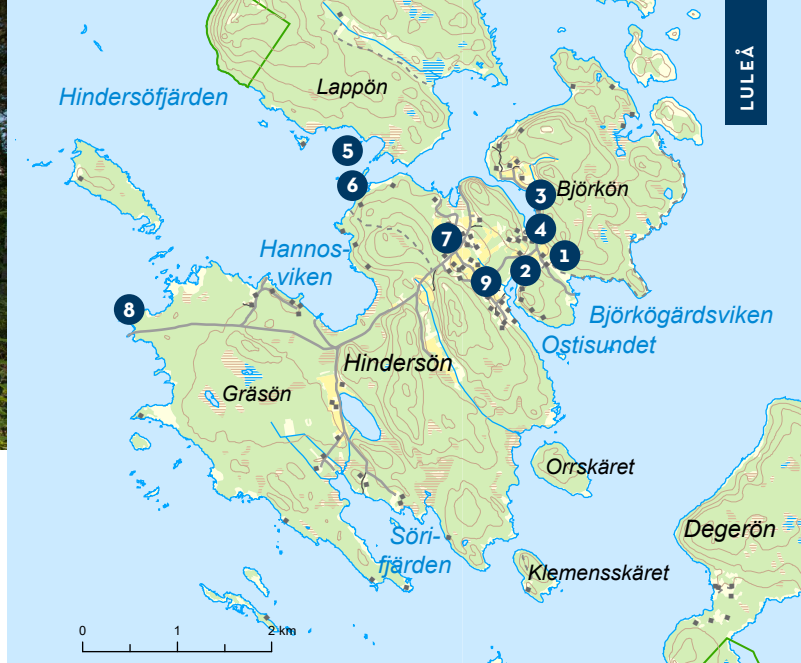 LULEÅ
Lappön
Hindersöfjärden
5
6
3
Björkön
4
7
Hannos-
viken
1
2
9
8
Björkögärdsviken
Ostisundet
Hindersön
Gräsön
Orrskäret
Degerön
Söri-
fjärden
Klemensskäret
0 1 2 km